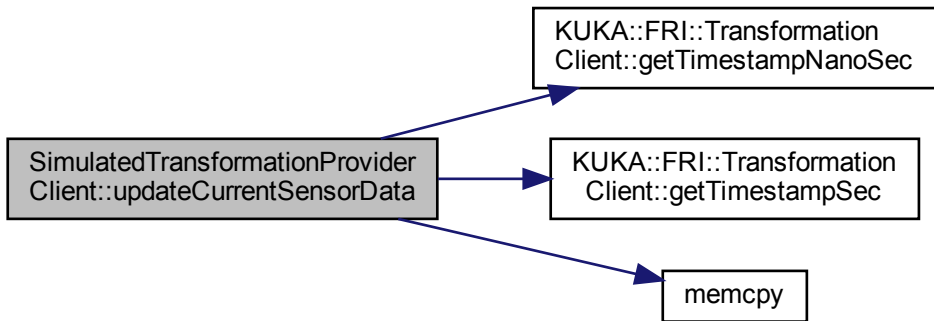 KUKA::FRI::Transformation
Client::getTimestampNanoSec
SimulatedTransformationProvider
Client::updateCurrentSensorData
KUKA::FRI::Transformation
Client::getTimestampSec
memcpy